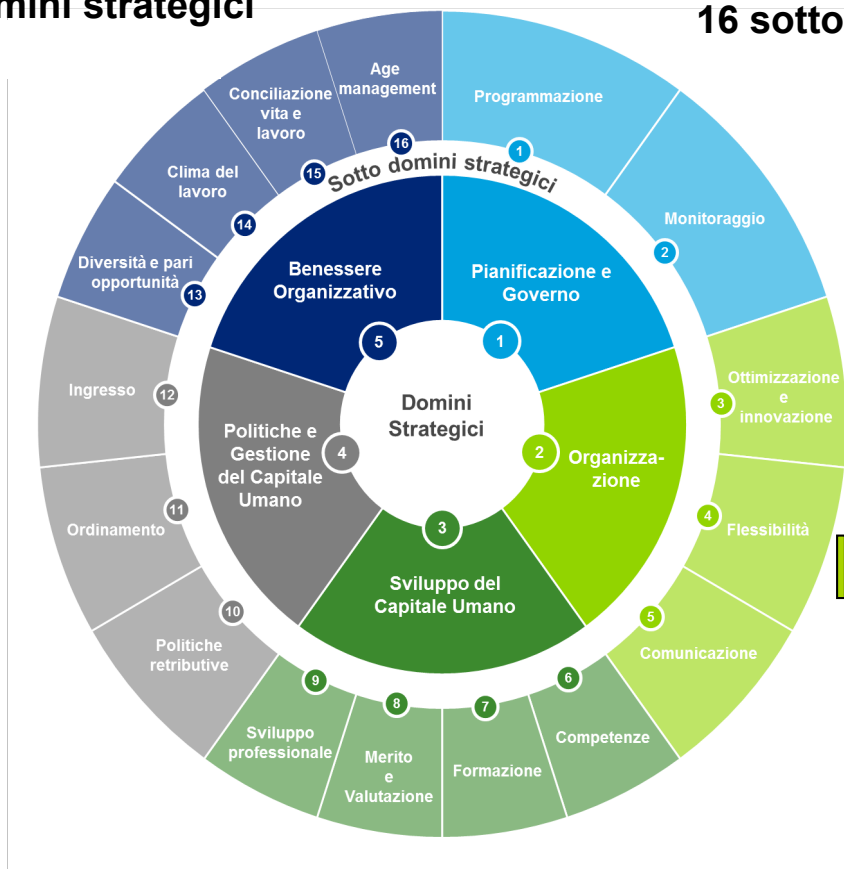 mini strategici
16 sotto
Age
management
16
Programmazione
1
Monitoraggio
2
Ottimizzazione
e
innovazione
3
Flessibilità
4
Comunicazione
5
Competenze
6
Formazione
7
Merito
e
Valutazione
8
Sviluppo
professionale
9
Politiche
retributive
10
Ordinamento
11
Ingresso
12
Diversità e pari
opportunità
13
Clima del
lavoro
14
Conciliazione
vita e
lavoro
15
Sotto domini strategici
Pianificazione e
Governo
1
Organizza-
zione
2
Sviluppo del
Capitale Umano
3
Politiche e
Gestione
del Capitale
Umano
4
Benessere
Organizzativo
5
Domini
Strategici